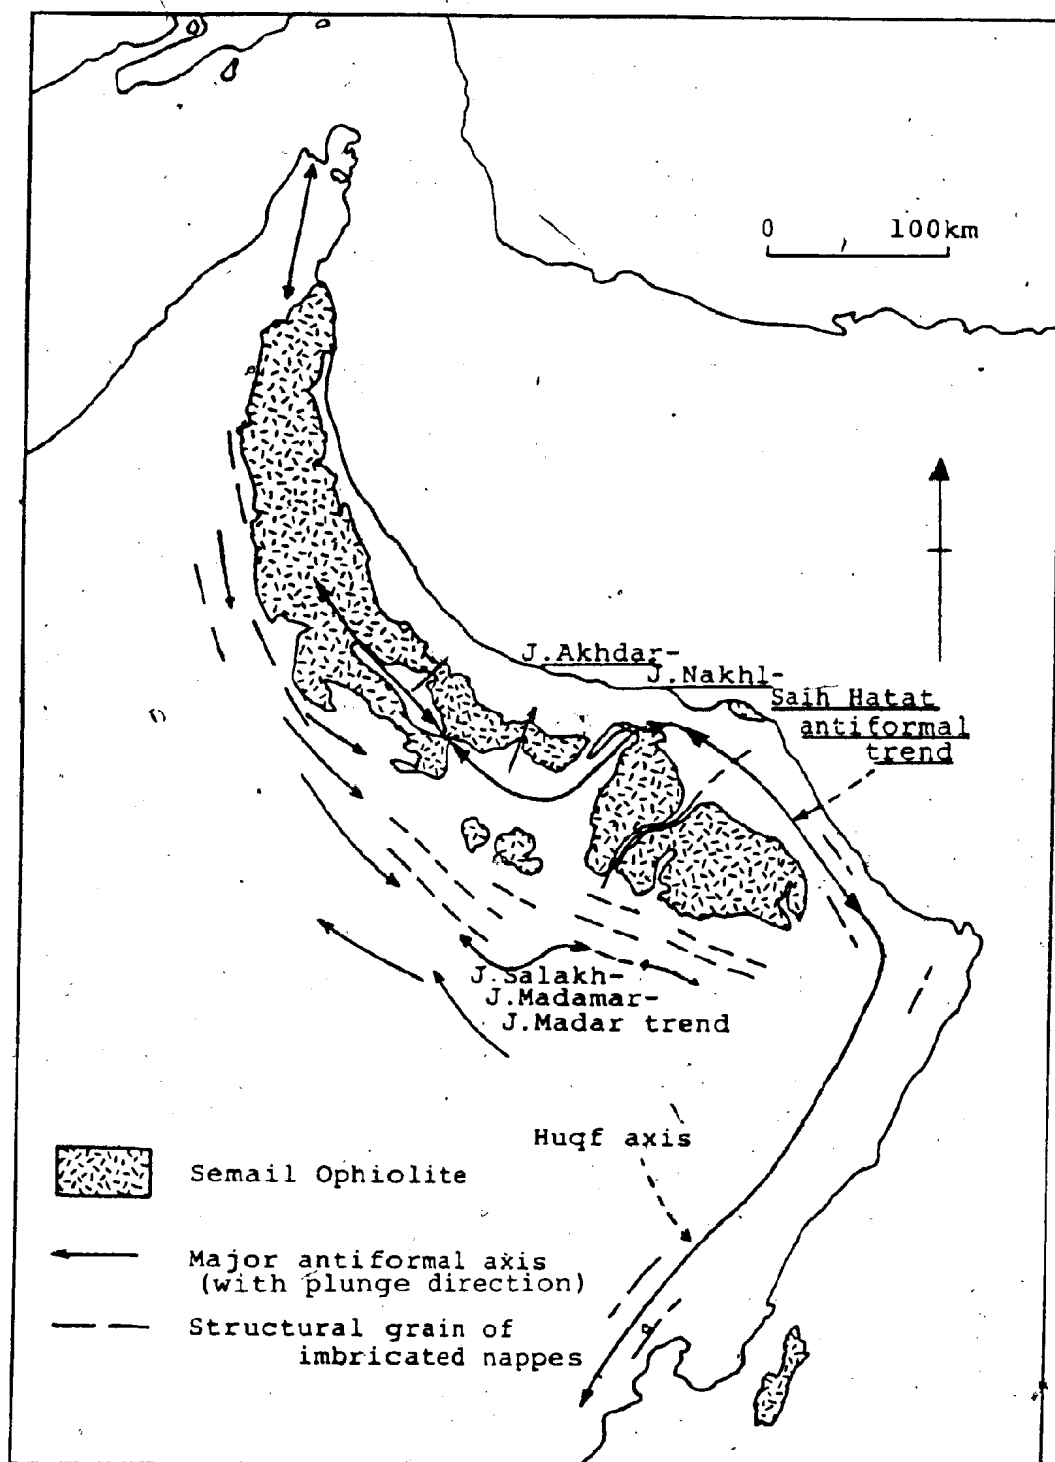 0 100km
J.Akhdar-
J.Nakhl-
Saih Hatat
antiformal
trend
J.Salakh-
J.Madamar-
J.Madar trend
Huqf axis
Semail Ophiolite
Major antiformal axis
(with plunge direction)
Structural grain of
imbricated nappes